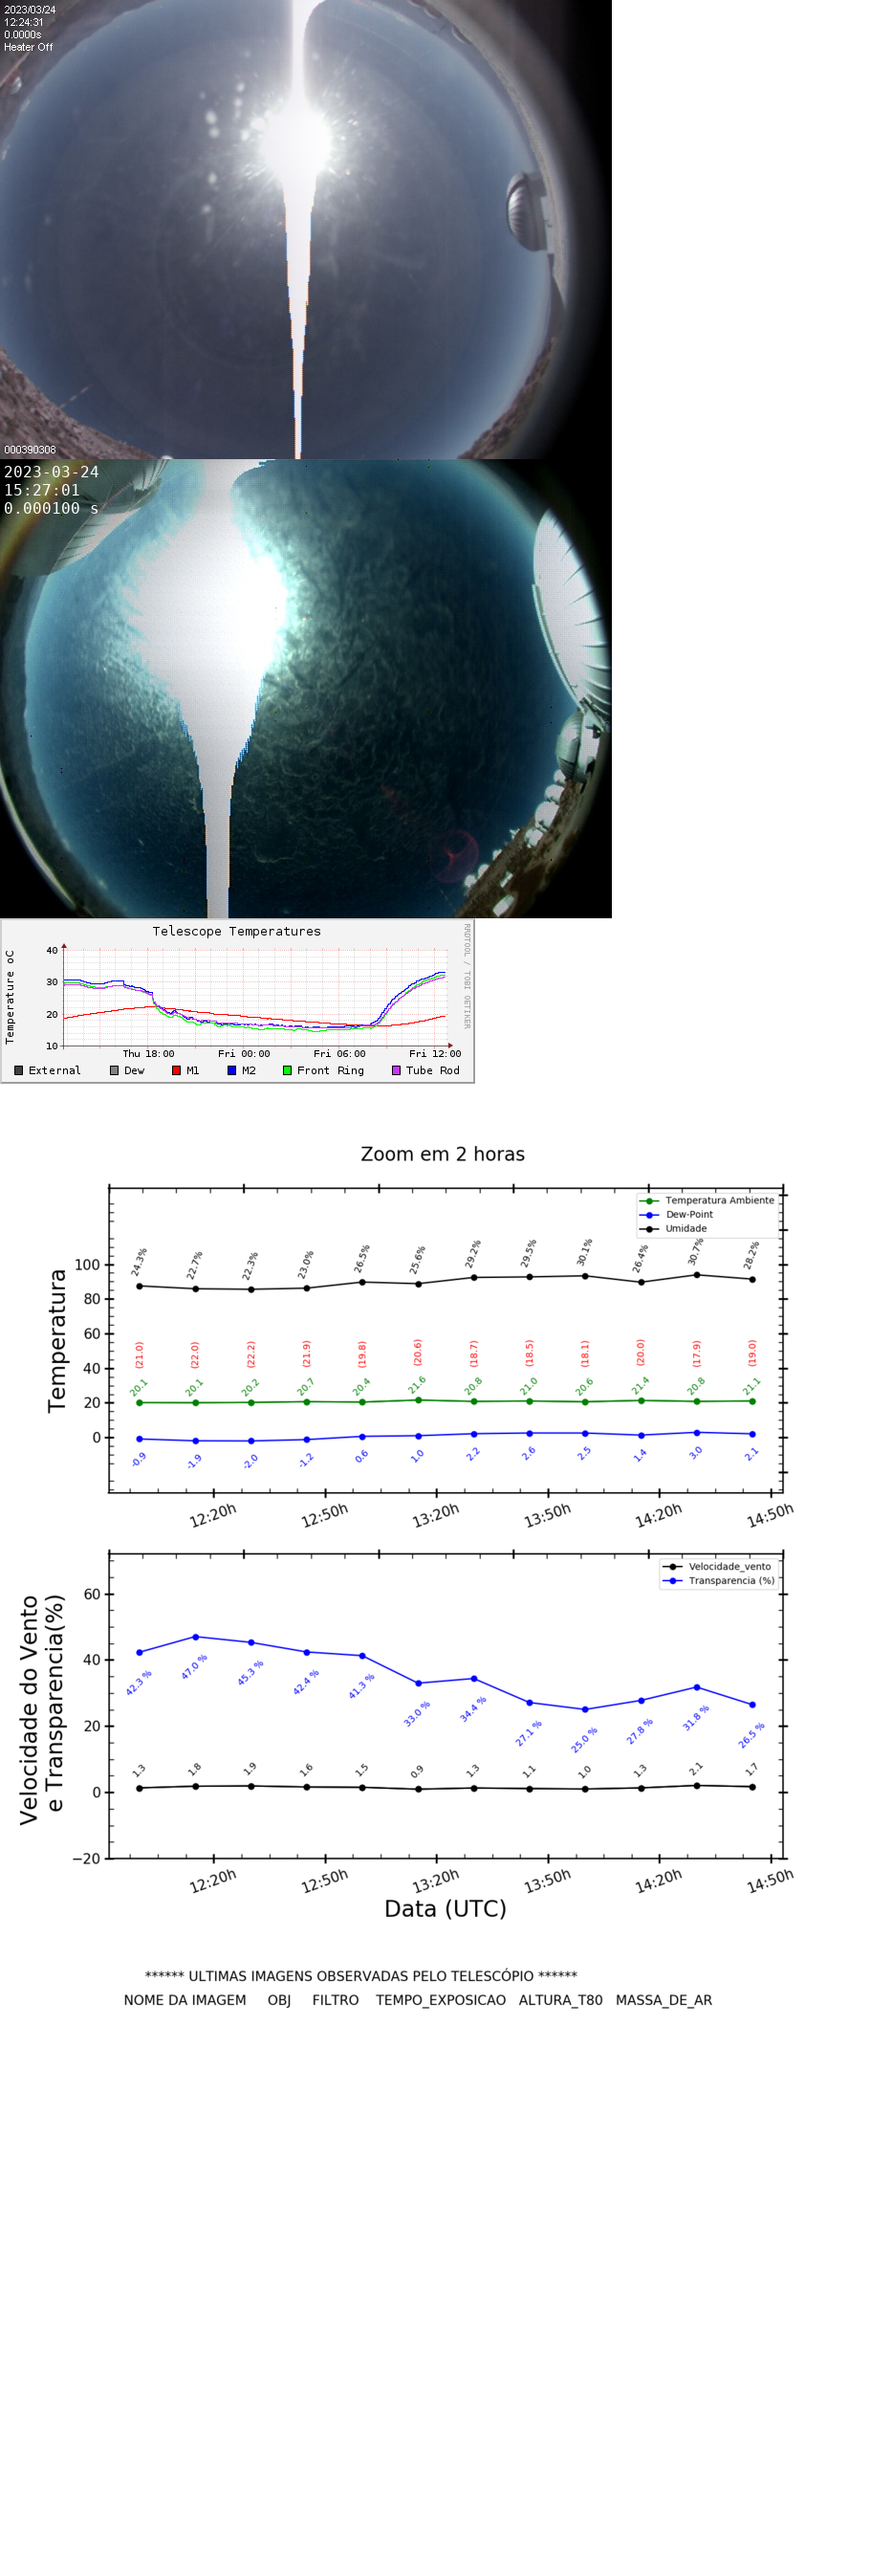 2023/03/24
12:24:31
0.0000s
Heater Off
000390308
2023-03-24
15:27:01
0.000100 s
Telescope Temperatures
Temperature oC
40
30
20
10
Thu 18:00 Fri 00:00 Fri 06:00 Fri 12:00
External Dew M1 M2 Front Ring Tube Rod
RRDTOOL / TOBI OETIKER
Zoom em 2 horas
Temperatura Ambiente
Dew-Point
Umidade
Temperatura
100
80
60
40
20
0
24.3% 22.7% 22.3% 23.0% 26.5% 25.6% 29.2% 29.5% 30.1% 26.4% 30.7% 28.2%
(21.0) (22.0) (22.2) (21.9) (19.8) (20.6) (18.7) (18.5) (18.1) (20.0) (17.9) (19.0)
20.1 20.1 20.2 20.7 20.4 21.6 20.8 21.0 20.6 21.4 20.8 21.1
-0.9 -1.9 -2.0 -1.2 0.6 1.0 2.2 2.6 2.5 1.4 3.0 2.1
12:20h 12:50h 13:20h 13:50h 14:20h 14:50h
Velocidade_vento
Transparencia (%)
Velocidade do Vento
e Transparencia(%)
60
40
20
0
−20
42.3 % 47.0 % 45.3 % 42.4 % 41.3 % 33.0 % 34.4 % 27.1 % 25.0 % 27.8 % 31.8 % 26.5 %
1.3 1.8 1.9 1.6 1.5 0.9 1.3 1.1 1.0 1.3 2.1 1.7
12:20h 12:50h 13:20h 13:50h 14:20h 14:50h
Data (UTC)
****** ULTIMAS IMAGENS OBSERVADAS PELO TELESCÓPIO ******
NOME DA IMAGEM OBJ FILTRO TEMPO_EXPOSICAO ALTURA_T80 MASSA_DE_AR